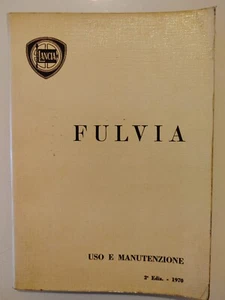 LANCIA
FULVIA
USO E MANUTENZIONE
2ª Ediz. - 1970